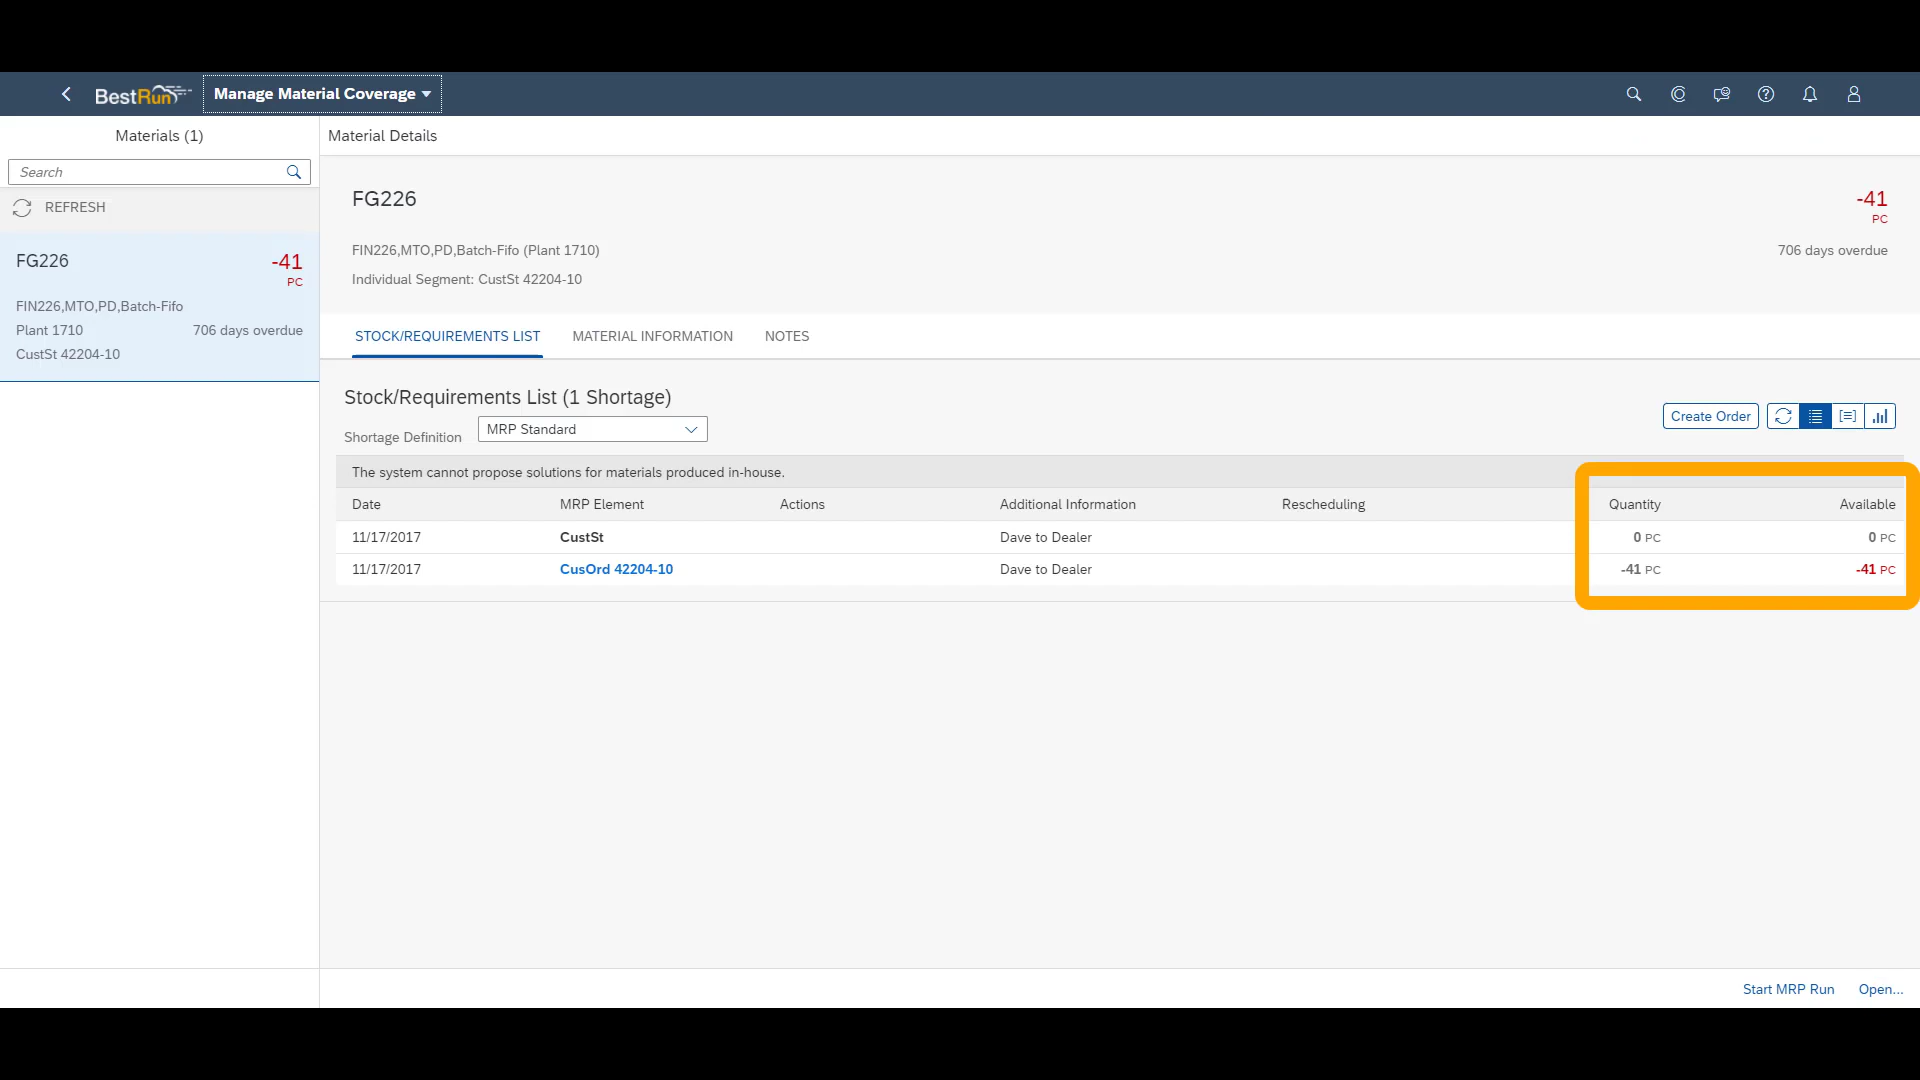 BestRun Manage Material Coverage
Materials (1)
Search
REFRESH
FG226 -41
PC
FIN226,MTO,PD,Batch-Fifo
Plant 1710 706 days overdue
CustSt 42204-10
Material Details
FG226 -41
PC
FIN226,MTO,PD,Batch-Fifo (Plant 1710) 706 days overdue
Individual Segment: CustSt 42204-10
STOCK/REQUIREMENTS LIST MATERIAL INFORMATION NOTES
Stock/Requirements List (1 Shortage)
Shortage Definition MRP Standard Create Order
The system cannot propose solutions for materials produced in-house.
Date MRP Element Actions Additional Information Rescheduling Quantity Available
11/17/2017 CustSt Dave to Dealer 0 PC 0 PC
11/17/2017 CusOrd 42204-10 Dave to Dealer -41 PC -41 PC
Start MRP Run Open...